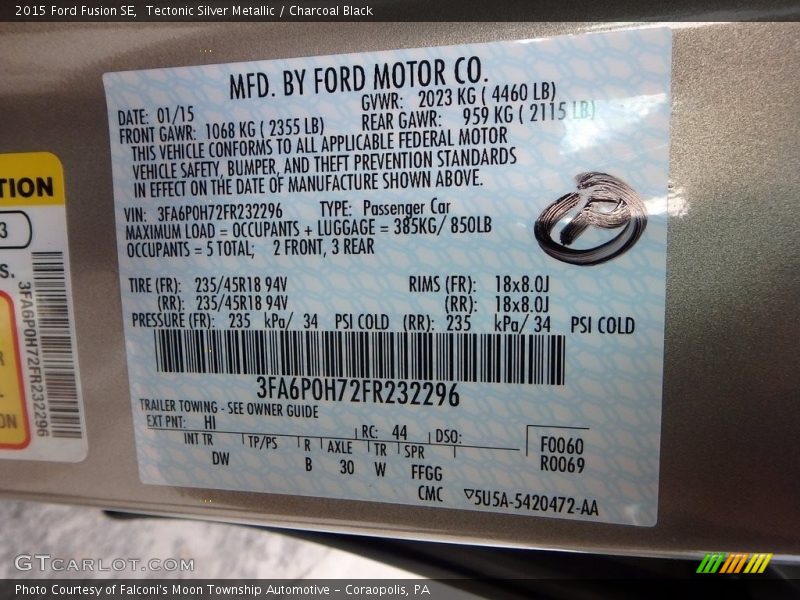 2015 Ford Fusion SE,  Tectonic Silver Metallic / Charcoal Black
MFD. BY FORD MOTOR CO.
DATE: 01/15 GVWR: 2023 KG ( 4460 LB)
FRONT GAWR: 1068 KG ( 2355 LB) REAR GAWR: 959 KG ( 2115 LB)
THIS VEHICLE CONFORMS TO ALL APPLICABLE FEDERAL MOTOR
VEHICLE SAFETY, BUMPER, AND THEFT PREVENTION STANDARDS
IN EFFECT ON THE DATE OF MANUFACTURE SHOWN ABOVE.
VIN: 3FA6P0H72FR232296 TYPE: Passenger Car
MAXIMUM LOAD = OCCUPANTS + LUGGAGE = 385KG/ 850LB
OCCUPANTS = 5 TOTAL; 2 FRONT, 3 REAR
TIRE (FR): 235/45R18 94V RIMS (FR): 18x8.0J
(RR): 235/45R18 94V (RR): 18x8.0J
PRESSURE (FR): 235 kPa/ 34 PSI COLD (RR): 235 kPa/ 34 PSI COLD
3FA6P0H72FR232296
TRAILER TOWING - SEE OWNER GUIDE
EXT PNT: HI RC: 44 DSO: F0060
INT TR TP/PS R AXLE TR SPR R0069
DW B 30 W FFGG
CMC ▽5U5A-5420472-AA
TION
3
S.
3FA6P0H72FR232296
R
L.
ON
GTCARLOT.COM
Photo Courtesy of Falconi's Moon Township Automotive – Coraopolis, PA